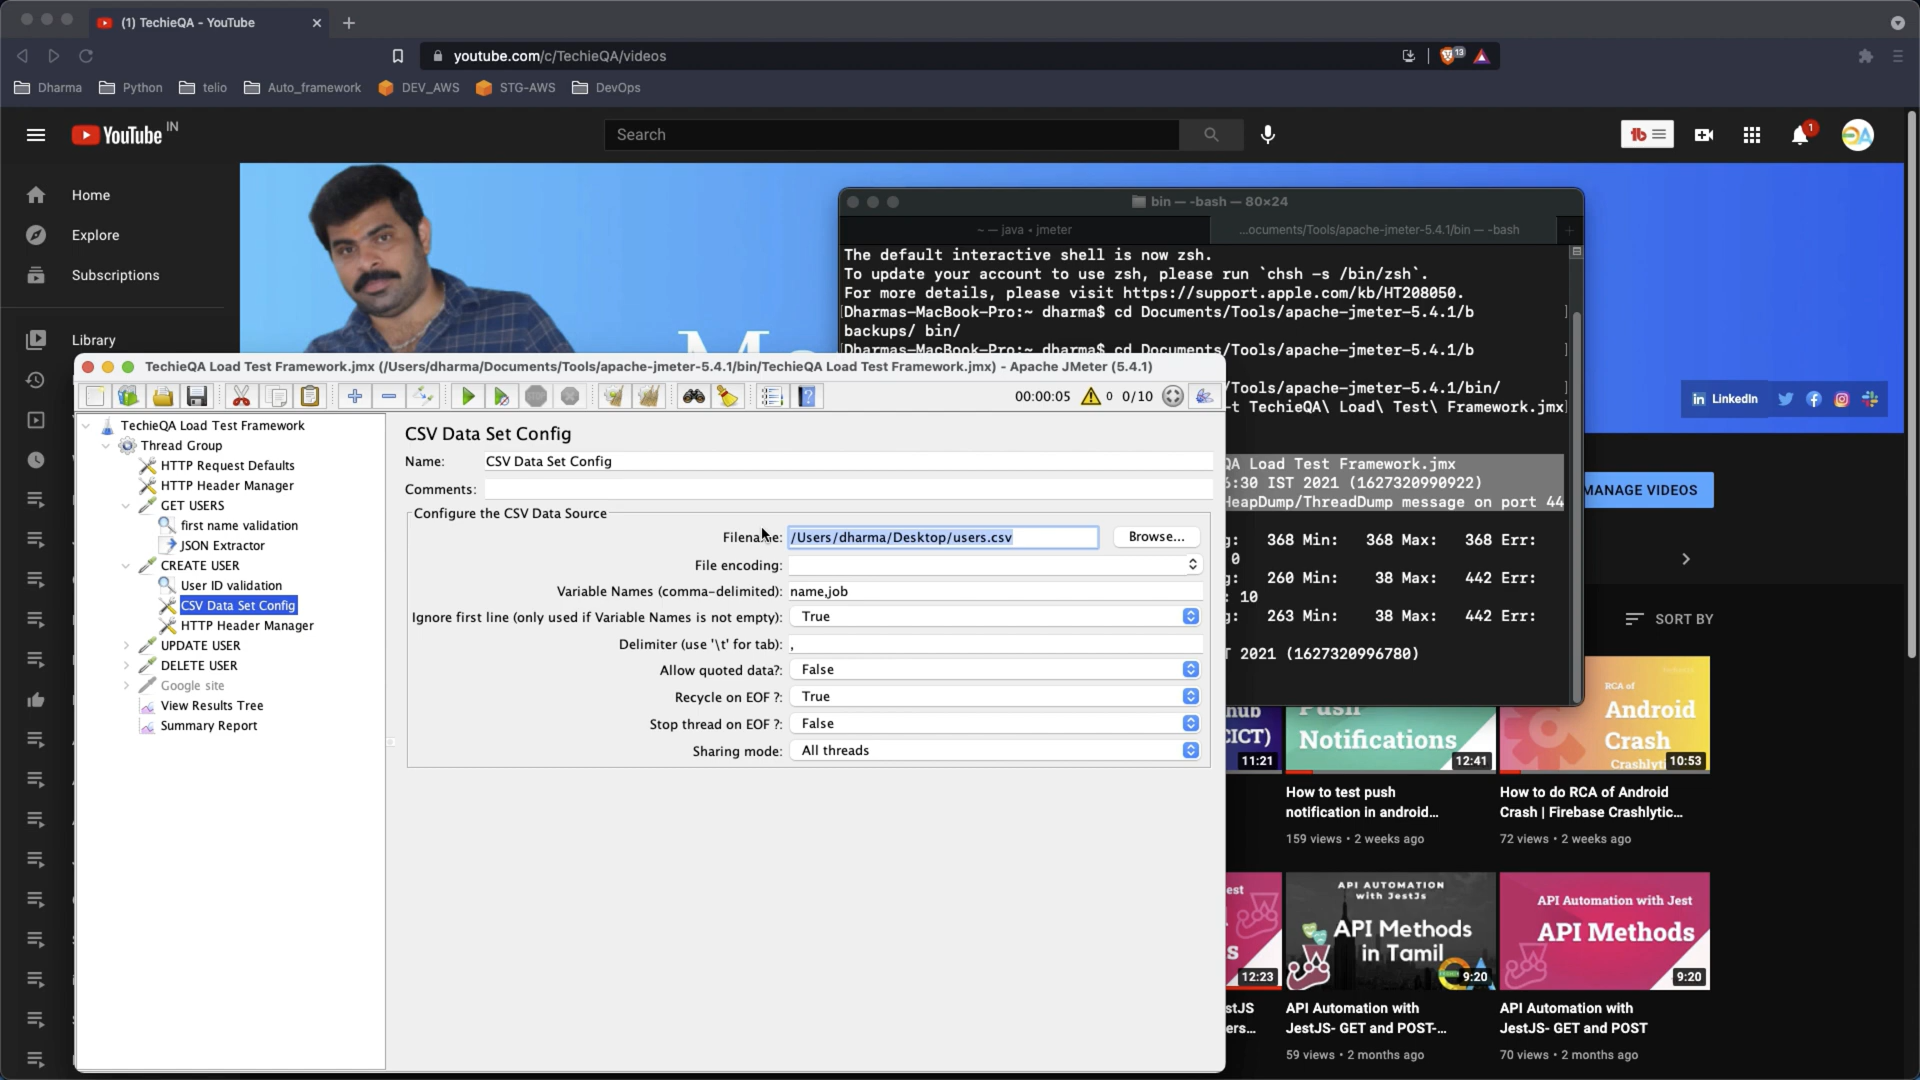 (1) TechieQA - YouTube
youtube.com/c/TechieQA/videos
13
Dharma
Python
telio
Auto_framework
DEV_AWS
STG-AWS
DevOps
YouTube IN
Search
1
Home
Explore
Subscriptions
Library
LinkedIn
MANAGE VIDEOS
SORT BY
bin — -bash — 80×24
~ — java • jmeter
...ocuments/Tools/apache-jmeter-5.4.1/bin — -bash
The default interactive shell is now zsh.
To update your account to use zsh, please run `chsh -s /bin/zsh`.
For more details, please visit https://support.apple.com/kb/HT208050.
[Dharmas-MacBook-Pro:~ dharma$ cd Documents/Tools/apache-jmeter-5.4.1/b ]
backups/ bin/
[Dharmas-MacBook-Pro:~ dharma$ cd Documents/Tools/apache-jmeter-5.4.1/b ]
/Tools/apache-jmeter-5.4.1/bin/ ]
-t TechieQA\ Load\ Test\ Framework.jmx
QA Load Test Framework.jmx
6:30 IST 2021 (1627320990922)
HeapDump/ThreadDump message on port 44
g: 368 Min: 368 Max: 368 Err:
0
g: 260 Min: 38 Max: 442 Err:
: 10
g: 263 Min: 38 Max: 442 Err:
T 2021 (1627320996780)
TechieQA Load Test Framework.jmx (/Users/dharma/Documents/Tools/apache-jmeter-5.4.1/bin/TechieQA Load Test Framework.jmx) - Apache JMeter (5.4.1)
00:00:05
0
0/10
TechieQA Load Test Framework
Thread Group
HTTP Request Defaults
HTTP Header Manager
GET USERS
first name validation
JSON Extractor
CREATE USER
User ID validation
CSV Data Set Config
HTTP Header Manager
UPDATE USER
DELETE USER
Google site
View Results Tree
Summary Report
CSV Data Set Config
Name: CSV Data Set Config
Comments:
Configure the CSV Data Source
Filename: /Users/dharma/Desktop/users.csv Browse...
File encoding:
Variable Names (comma-delimited): name,job
Ignore first line (only used if Variable Names is not empty): True
Delimiter (use '\t' for tab): ,
Allow quoted data?: False
Recycle on EOF ?: True
Stop thread on EOF ?: False
Sharing mode: All threads
CICT)
11:21
Push
Notifications
12:41
RCA of
Android
Crash
Crashlytic
10:53
How to test push
notification in android...
159 views • 2 weeks ago
How to do RCA of Android
Crash | Firebase Crashlytic...
72 views • 2 weeks ago
est
S
12:23
API AUTOMATION
with JestJs
API Methods
in Tamil
9:20
API Automation with Jest
API Methods
9:20
stJS
ers...
API Automation with
JestJS- GET and POST-...
59 views • 2 months ago
API Automation with
JestJS- GET and POST
70 views • 2 months ago